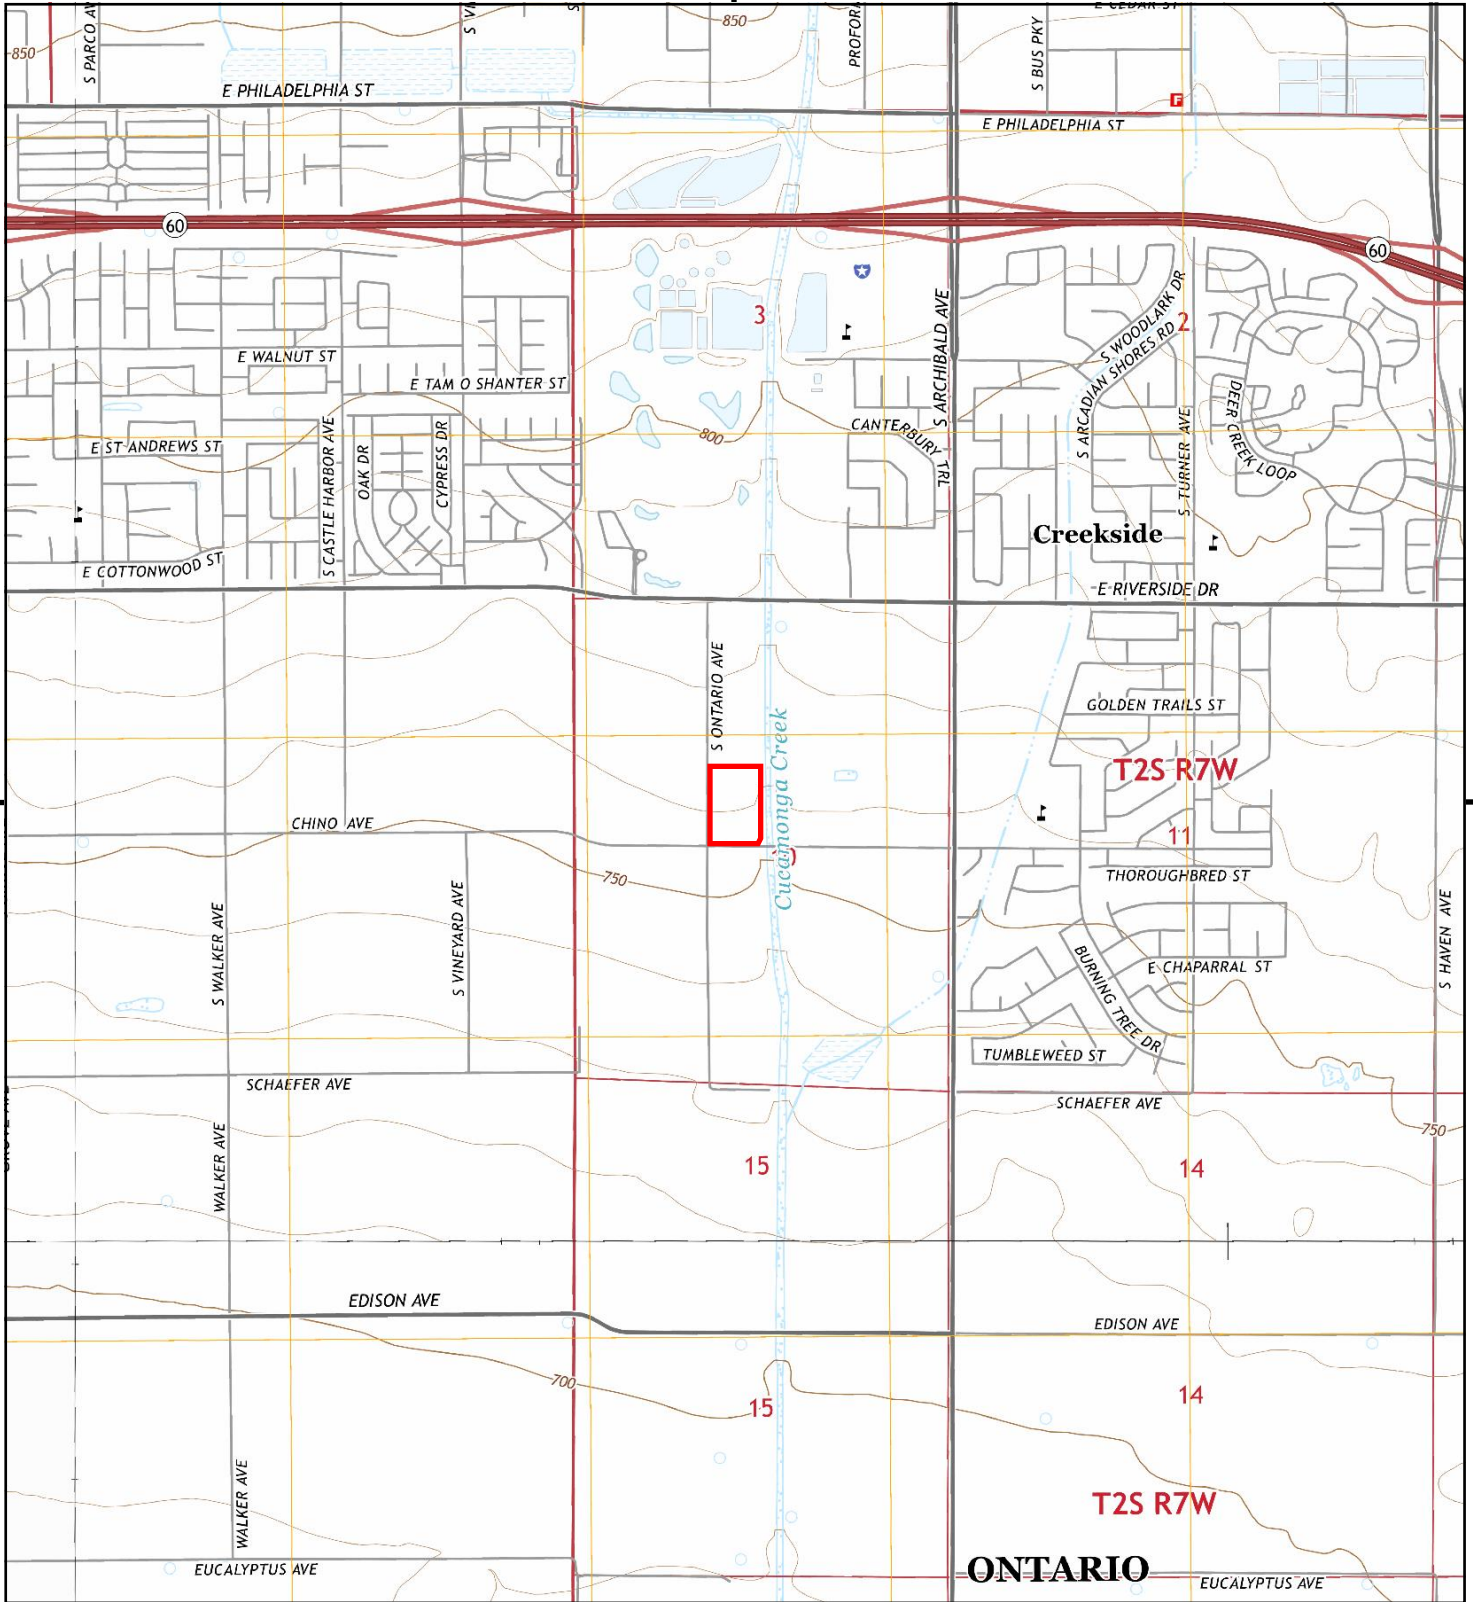 850
S PARCO AV
850
PROFOR
S BUS PKY
E CEDAR ST
E PHILADELPHIA ST
F
E PHILADELPHIA ST
60
60
3
S ARCHIBALD AVE
S WOODLARK DR
S ARCADIAN SHORES RD
2
E WALNUT ST
E TAM O SHANTER ST
DEER CREEK LOOP
S TURNER AVE
E ST ANDREWS ST
S CASTLE HARBOR AVE
OAK DR
CYPRESS DR
800
CANTERBURY TRL
Creekside
E COTTONWOOD ST
E RIVERSIDE DR
S ONTARIO AVE
GOLDEN TRAILS ST
Cucamonga Creek
T2S R7W
CHINO AVE
11
750
THOROUGHBRED ST
S WALKER AVE
S VINEYARD AVE
BURNING TREE DR
E CHAPARRAL ST
S HAVEN AVE
TUMBLEWEED ST
SCHAEFER AVE
SCHAEFER AVE
750
WALKER AVE
15
14
EDISON AVE
EDISON AVE
700
15
14
WALKER AVE
T2S R7W
ONTARIO
EUCALYPTUS AVE
EUCALYPTUS AVE